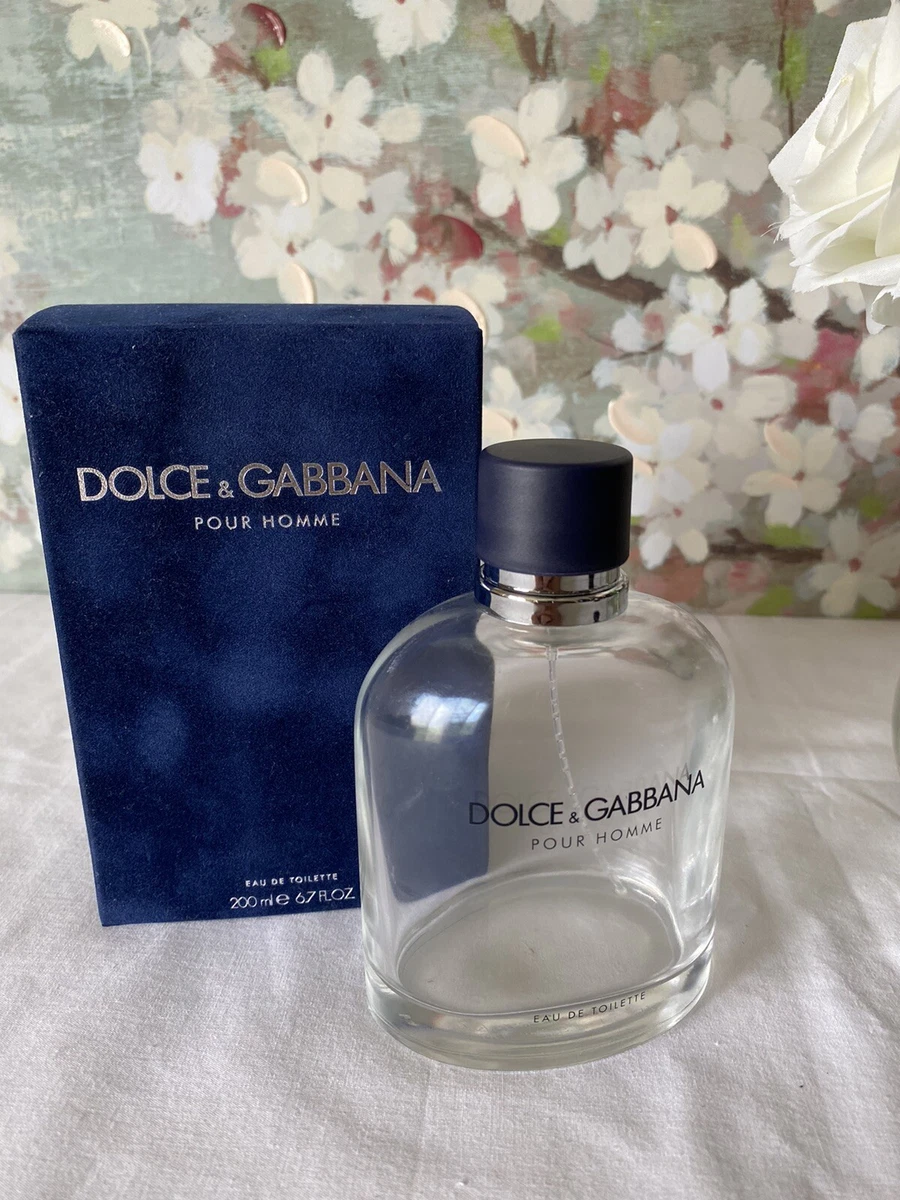 DOLCE & GABBANA
POUR HOMME
EAU DE TOILETTE
200 ml e 6.7 FL.OZ
DOLCE & GABBANA
POUR HOMME
EAU DE TOILETTE